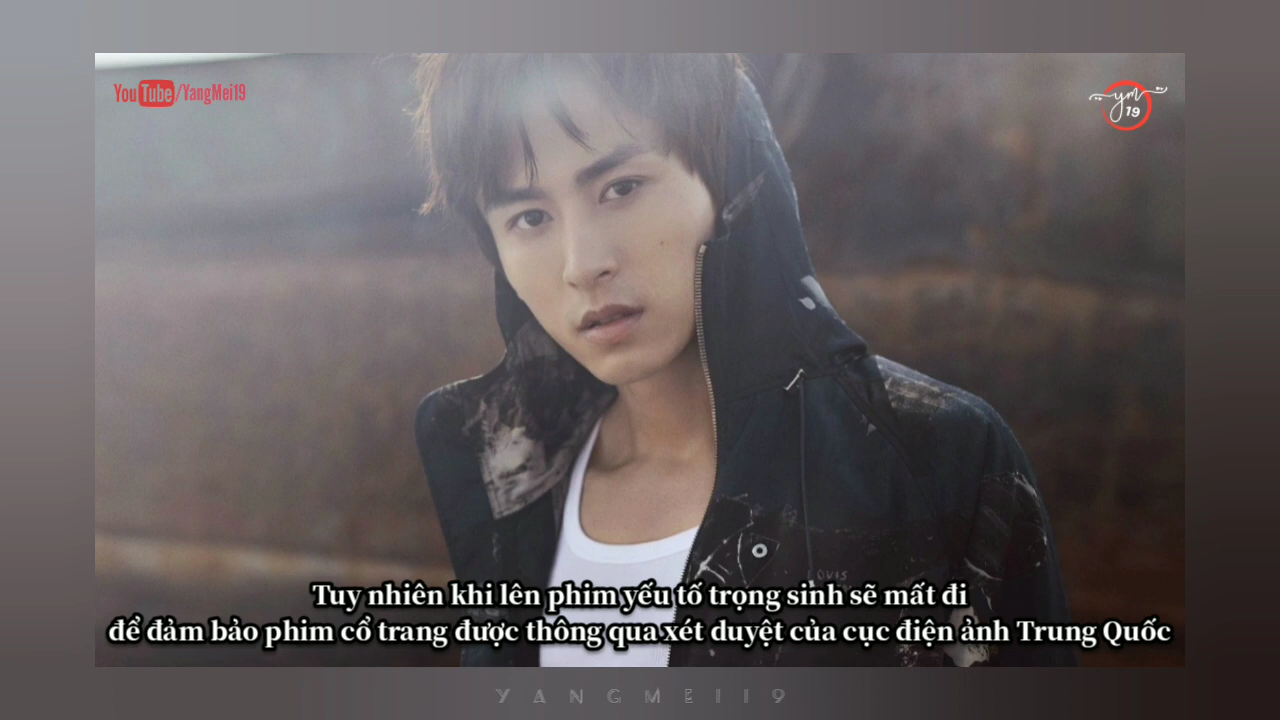 YouTube/YangMei19
ym
19
Tuy nhiên khi lên phim yếu tố trọng sinh sẽ mất đi
để đảm bảo phim cổ trang được thông qua xét duyệt của cục điện ảnh Trung Quốc
YANGMEI19